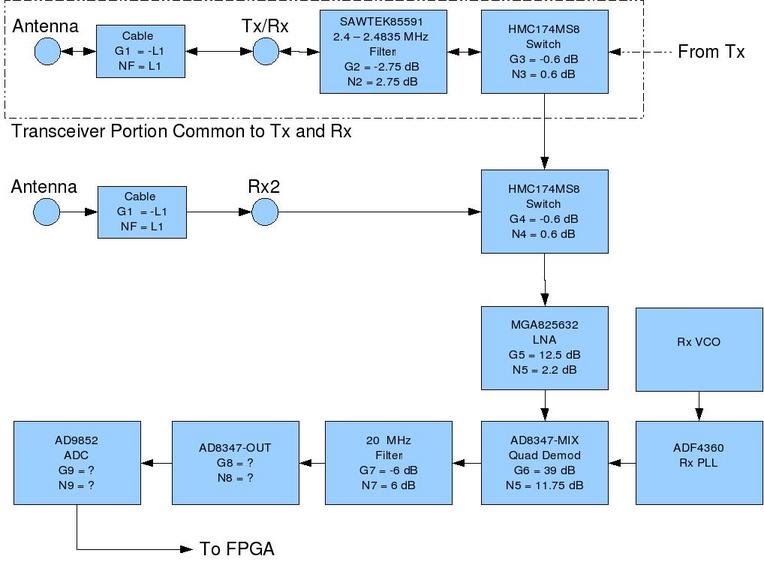 Antenna
Cable
G1 = -L1
NF = L1
Tx/Rx
SAWTEK85591
2.4 – 2.4835 MHz
Filter
G2 = -2.75 dB
N2 = 2.75 dB
HMC174MS8
Switch
G3 = -0.6 dB
N3 = 0.6 dB
From Tx
Transceiver Portion Common to Tx and Rx
Antenna
Cable
G1 = -L1
NF = L1
Rx2
HMC174MS8
Switch
G4 = -0.6 dB
N4 = 0.6 dB
MGA825632
LNA
G5 = 12.5 dB
N5 = 2.2 dB
Rx VCO
AD9852
ADC
G9 = ?
N9 = ?
AD8347-OUT
G8 = ?
N8 = ?
20 MHz
Filter
G7 = -6 dB
N7 = 6 dB
AD8347-MIX
Quad Demod
G6 = 39 dB
N5 = 11.75 dB
ADF4360
Rx PLL
To FPGA